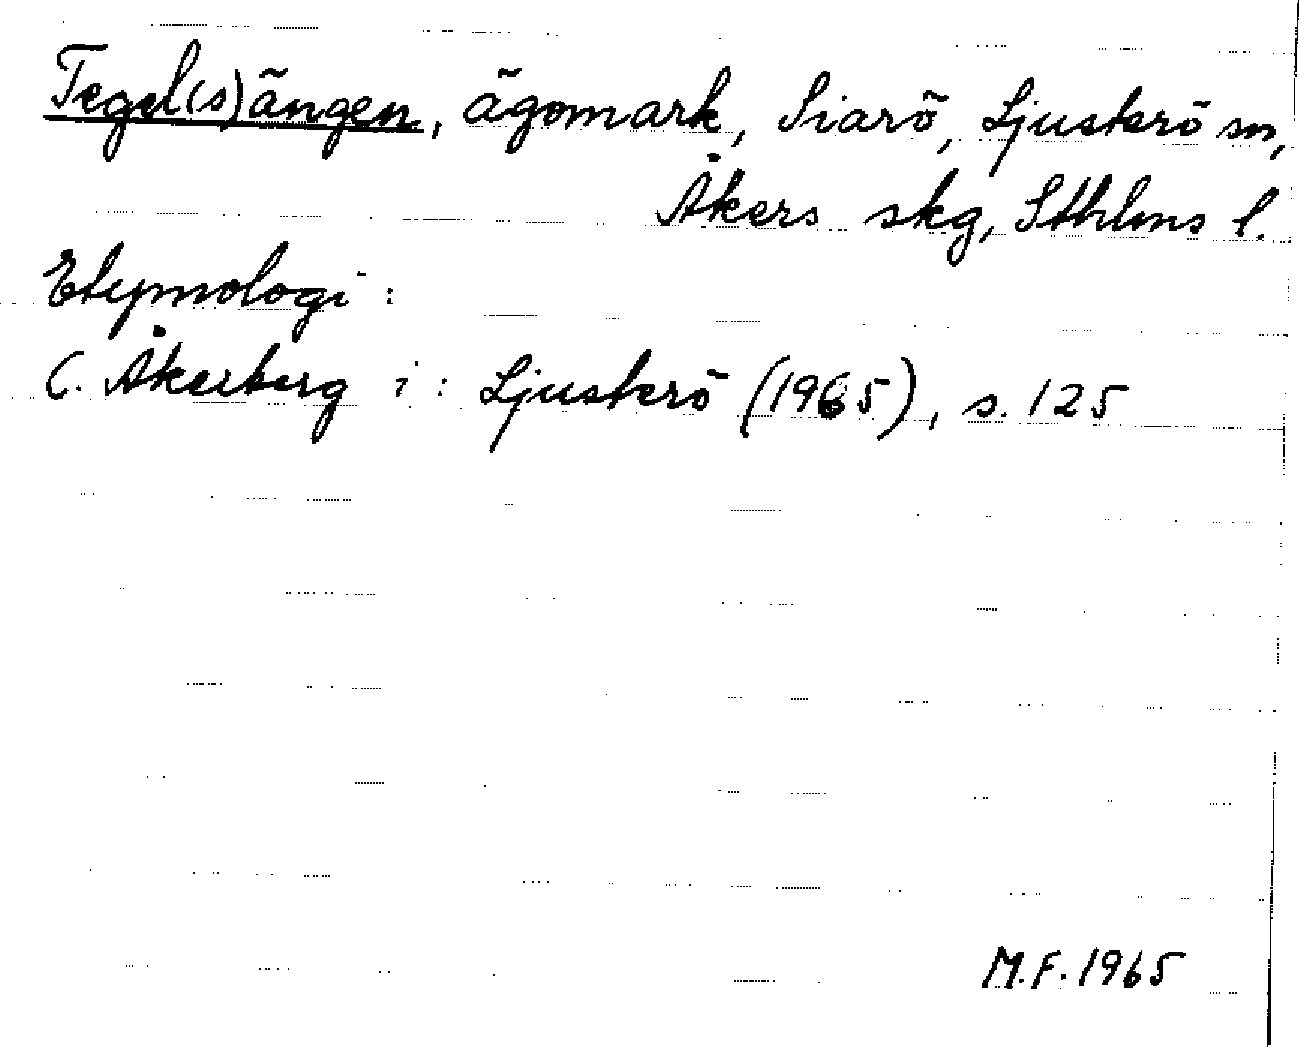 Tegel(s)ängen, ägomark, Siarö, Ljusterö sn,
Åkers skg, Sthlms l.
Etymologi:
C. Åkerberg i: Ljusterö (1965), s. 125
M.F. 1965